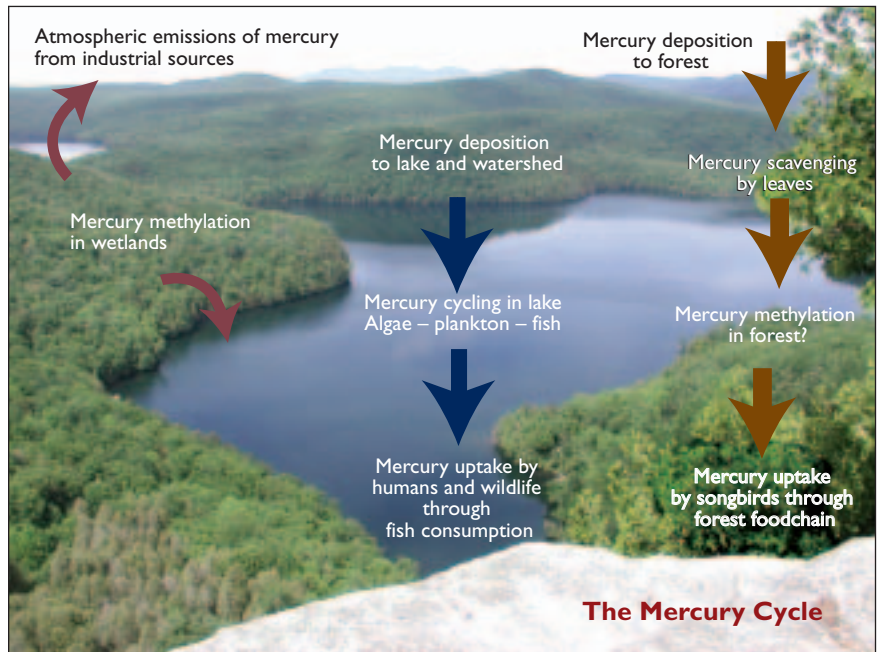 Atmospheric emissions of mercury
from industrial sources
Mercury deposition
to forest
Mercury deposition
to lake and watershed
Mercury scavenging
by leaves
Mercury methylation
in wetlands
Mercury cycling in lake
Algae – plankton – fish
Mercury methylation
in forest?
Mercury uptake by
humans and wildlife
through
fish consumption
Mercury uptake
by songbirds through
forest foodchain
The Mercury Cycle